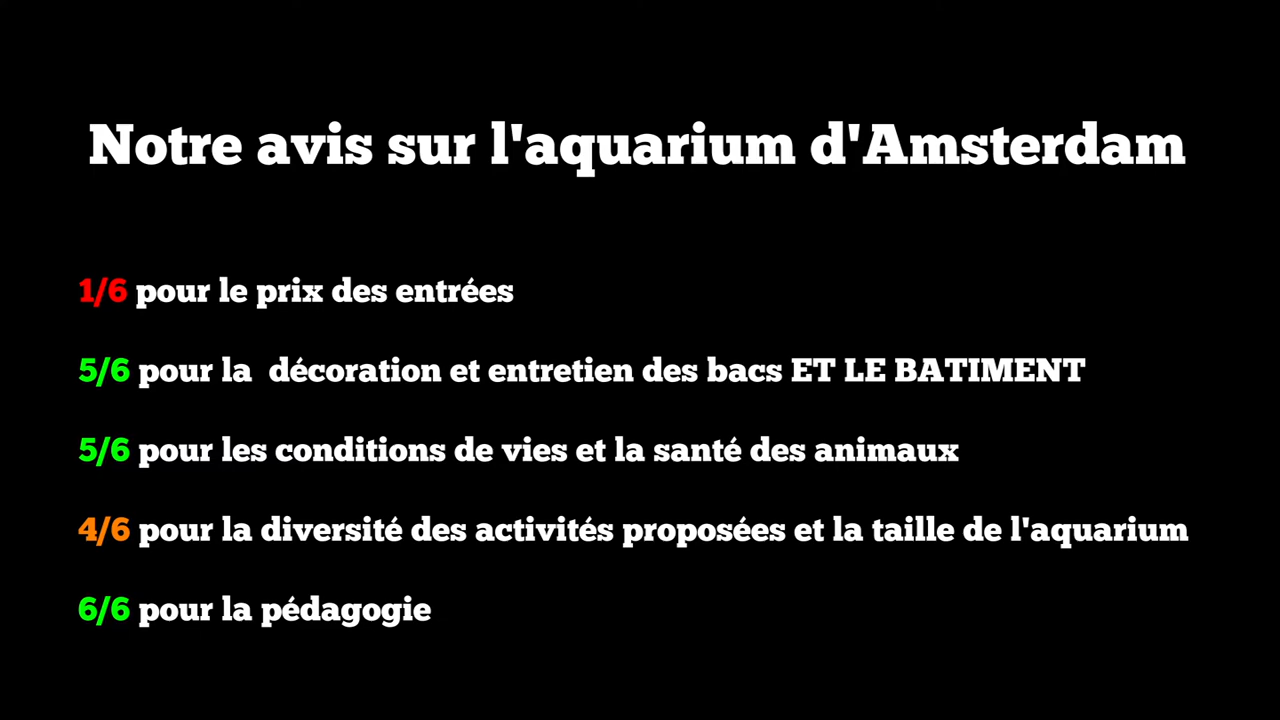 Notre avis sur l'aquarium d'Amsterdam
1/6 pour le prix des entrées
5/6 pour la  décoration et entretien des bacs ET LE BATIMENT
5/6 pour les conditions de vies et la santé des animaux
4/6 pour la diversité des activités proposées et la taille de l'aquarium
6/6 pour la pédagogie